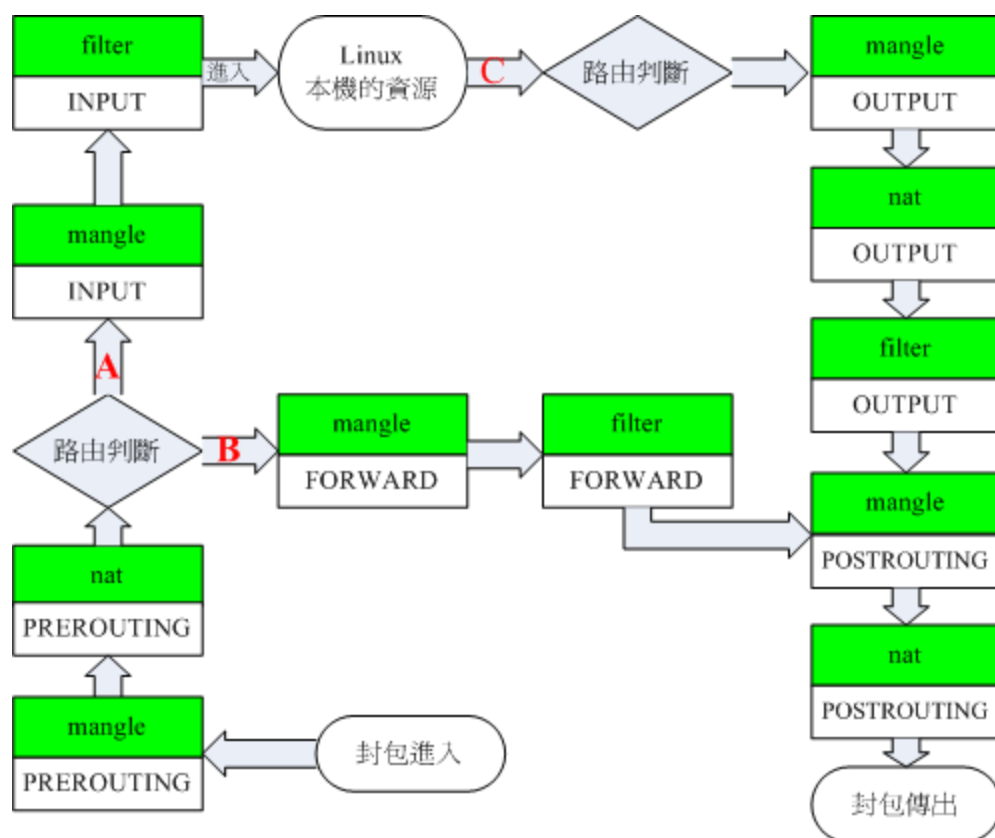 filter
INPUT
進入
Linux
本機的資源
C
路由判斷
mangle
OUTPUT
nat
OUTPUT
filter
OUTPUT
mangle
INPUT
A
路由判斷
B
mangle
FORWARD
filter
FORWARD
mangle
POSTROUTING
nat
POSTROUTING
封包傳出
nat
PREROUTING
mangle
PREROUTING
封包進入